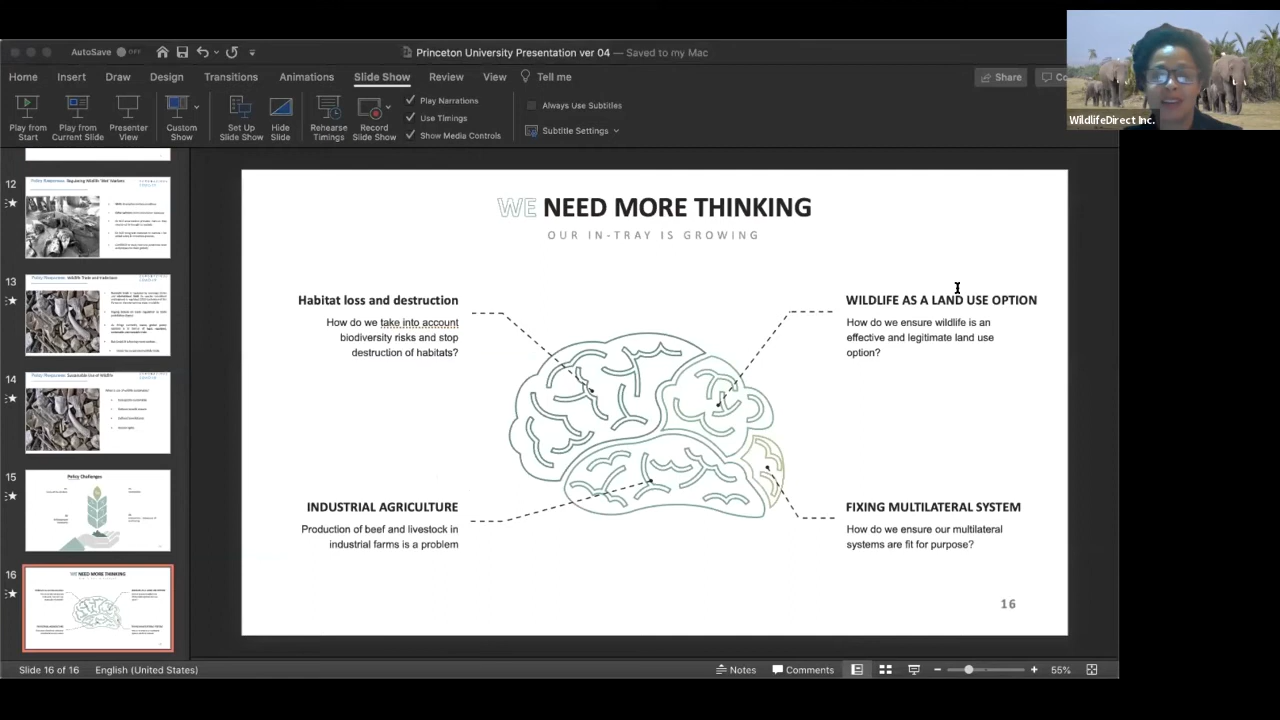 AutoSave OFF
Princeton University Presentation ver 04 — Saved to my Mac
Home Insert Draw Design Transitions Animations Slide Show Review View Tell me
Share Co
Play from Start
Play from Current Slide
Presenter View
Custom Show
Set Up Slide Show
Hide Slide
Rehearse Timings
Record Slide Show
Play Narrations
Use Timings
Show Media Controls
Always Use Subtitles
Subtitle Settings
WildlifeDirect Inc.
12
13
14
15
Policy Challenges
16
WE NEED MORE THINKING
WE NEED MORE THINKING
IN-TRAY IS GROWING
Habitat loss and destruction
How do we take into account
biodiversity risks and stop
destruction of habitats?
WILDLIFE AS A LAND USE OPTION
How do we ensure wildlife is an
effective and legitimate land use
option?
INDUSTRIAL AGRICULTURE
Production of beef and livestock in
industrial farms is a problem
FIXING MULTILATERAL SYSTEM
How do we ensure our multilateral
systems are fit for purpose?
16
Slide 16 of 16 English (United States)
Notes Comments 55%